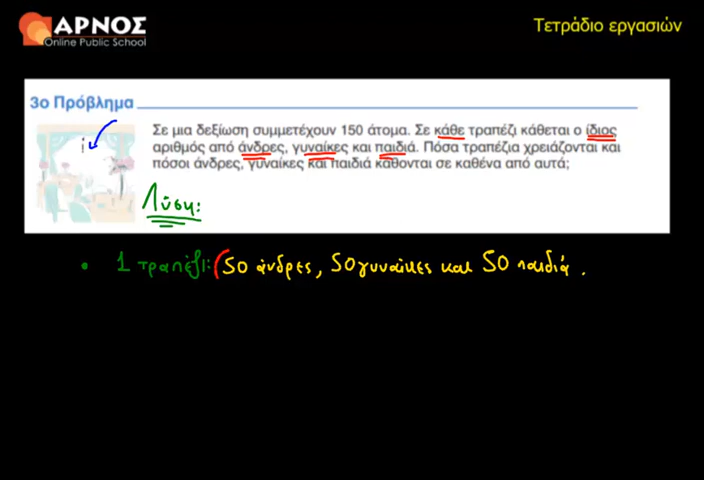 ΑΡΝΟΣ
Online Public School
Τετράδιο εργασιών
3ο Πρόβλημα
Σε μια δεξίωση συμμετέχουν 150 άτομα. Σε κάθε τραπέζι κάθεται ο ίδιος
αριθμός από άνδρες, γυναίκες και παιδιά. Πόσα τραπέζια χρειάζονται και
πόσοι άνδρες, γυναίκες και παιδιά κάθονται σε καθένα από αυτά;
Λύση:
• 1 τραπέζι: (50 άνδρες, 50 γυναίκες και 50 παιδιά.